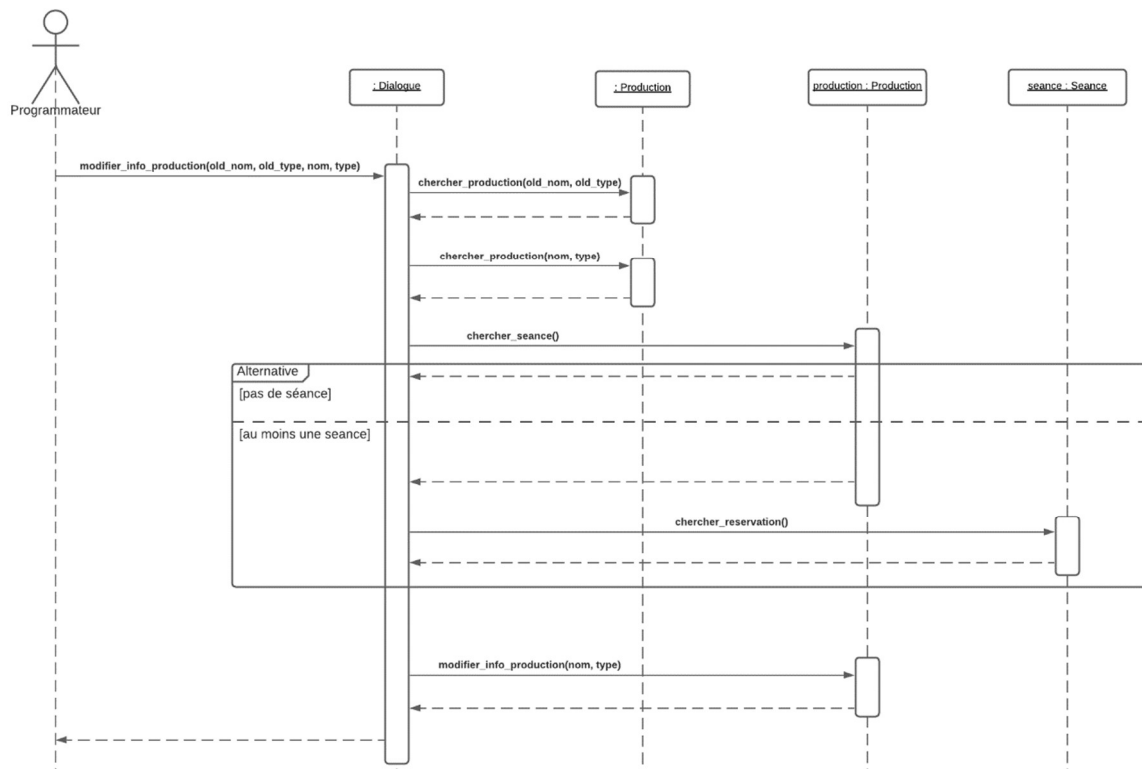 Programmateur
: Dialogue
: Production
production : Production
seance : Seance
modifier_info_production(old_nom, old_type, nom, type)
chercher_production(old_nom, old_type)
chercher_production(nom, type)
chercher_seance()
Alternative
[pas de séance]
[au moins une seance]
chercher_reservation()
modifier_info_production(nom, type)